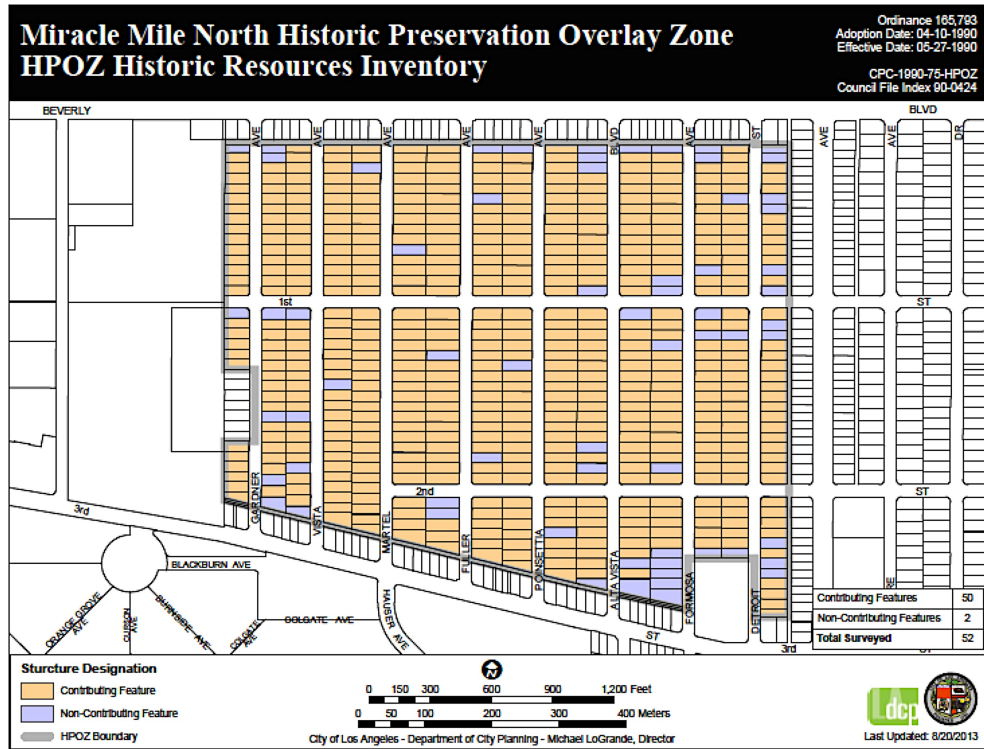 Miracle Mile North Historic Preservation Overlay Zone
HPOZ Historic Resources Inventory
Ordinance 165,793
Adoption Date: 04-10-1990
Effective Date: 05-27-1990
CPC-1990-75-HPOZ
Council File Index 90-0424
BEVERLY
BLVD
AVE
AVE
AVE
AVE
AVE
BLVD
AVE
ST
AVE
AVE
DR
1st
ST
2nd
ST
GARDNER
VISTA
MARTEL
FULLER
POINSETTIA
ALTA VISTA
FORMOSA
DETROIT
RE
3rd
BLACKBURN AVE
ORANGE GROVE
AVE
CURSON
AVE
BURNSIDE AVE
COLGATE
AVE
COLGATE AVE
HAUSER AVE
ST
3rd
ST
Contributing Features 50
Non-Contributing Features 2
Total Surveyed 52
Sturcture Designation
Contributing Feature
Non-Contributing Feature
HPOZ Boundary
N
0 150 300 600 900 1,200 Feet
0 50 100 200 300 400 Meters
City of Los Angeles - Department of City Planning - Michael LoGrande, Director
LA dcp
Last Updated: 8/20/2013